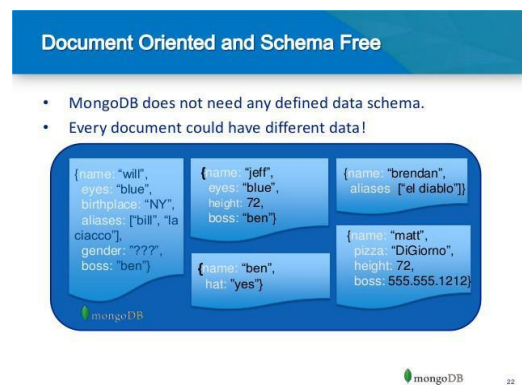 Document Oriented and Schema Free
• MongoDB does not need any defined data schema.
• Every document could have different data!
{name: "will",
eyes: "blue",
birthplace: "NY",
aliases: ["bill", "la
ciacco"],
gender: "???",
boss: "ben"}
{name: "jeff",
eyes: "blue",
height: 72,
boss: "ben"}
{name: "ben",
hat: "yes"}
{name: "brendan",
aliases ["el diablo"]}
{name: "matt",
pizza: "DiGiorno",
height: 72,
boss: 555.555.1212}
mongoDB
mongoDB
22